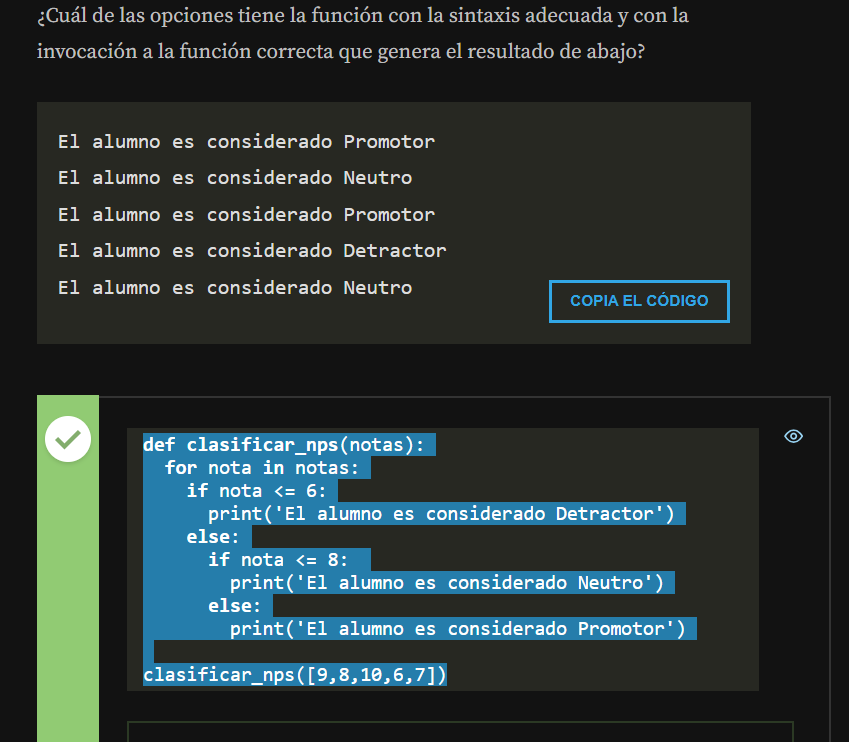 ¿Cuál de las opciones tiene la función con la sintaxis adecuada y con la
invocación a la función correcta que genera el resultado de abajo?
El alumno es considerado Promotor
El alumno es considerado Neutro
El alumno es considerado Promotor
El alumno es considerado Detractor
El alumno es considerado Neutro
COPIA EL CÓDIGO
def clasificar_nps(notas):
  for nota in notas:
    if nota <= 6:
      print('El alumno es considerado Detractor')
    else:
      if nota <= 8:
        print('El alumno es considerado Neutro')
      else:
        print('El alumno es considerado Promotor')

clasificar_nps([9,8,10,6,7])